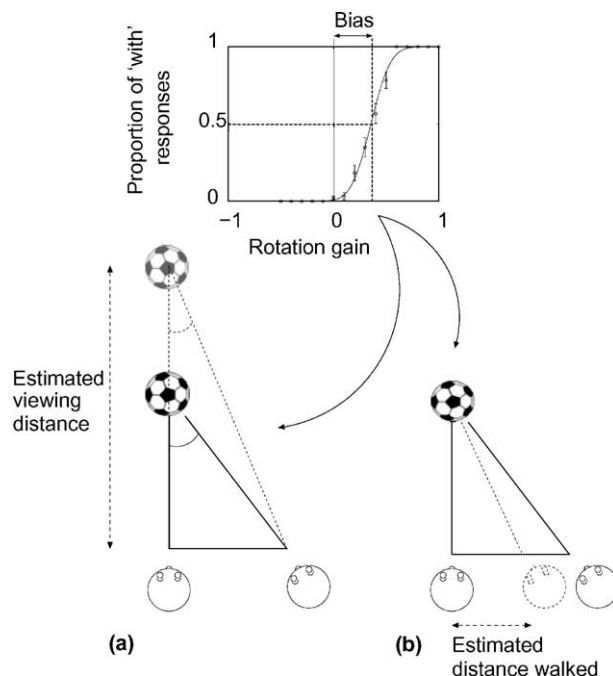 Bias
Proportion of ‘with’
responses
1
0.5
0
−1
0
1
Rotation gain
Estimated
viewing
distance
(a)
(b)
Estimated
distance walked